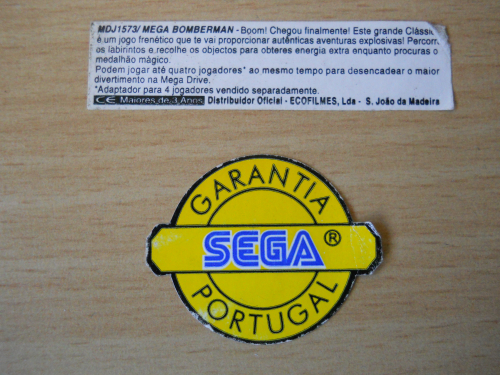 MDJ1573/ MEGA BOMBERMAN - Boom! Chegou finalmente! Este grande Clássic
é um jogo frenético que te vai proporcionar autênticas aventuras explosivas! Percorre
os labirintos e recolhe os objectos para obteres energia extra enquanto procuras o
medalhão mágico.
Podem jogar até quatro jogadores* ao mesmo tempo para desencadear o maior
divertimento na Mega Drive.
*Adaptador para 4 jogadores vendido separadamente.
CE Maiores de 3 Anos Distribuidor Oficial - ECOFILMES, Lda - S. João da Madeira
GARANTIA
SEGA ®
PORTUGAL